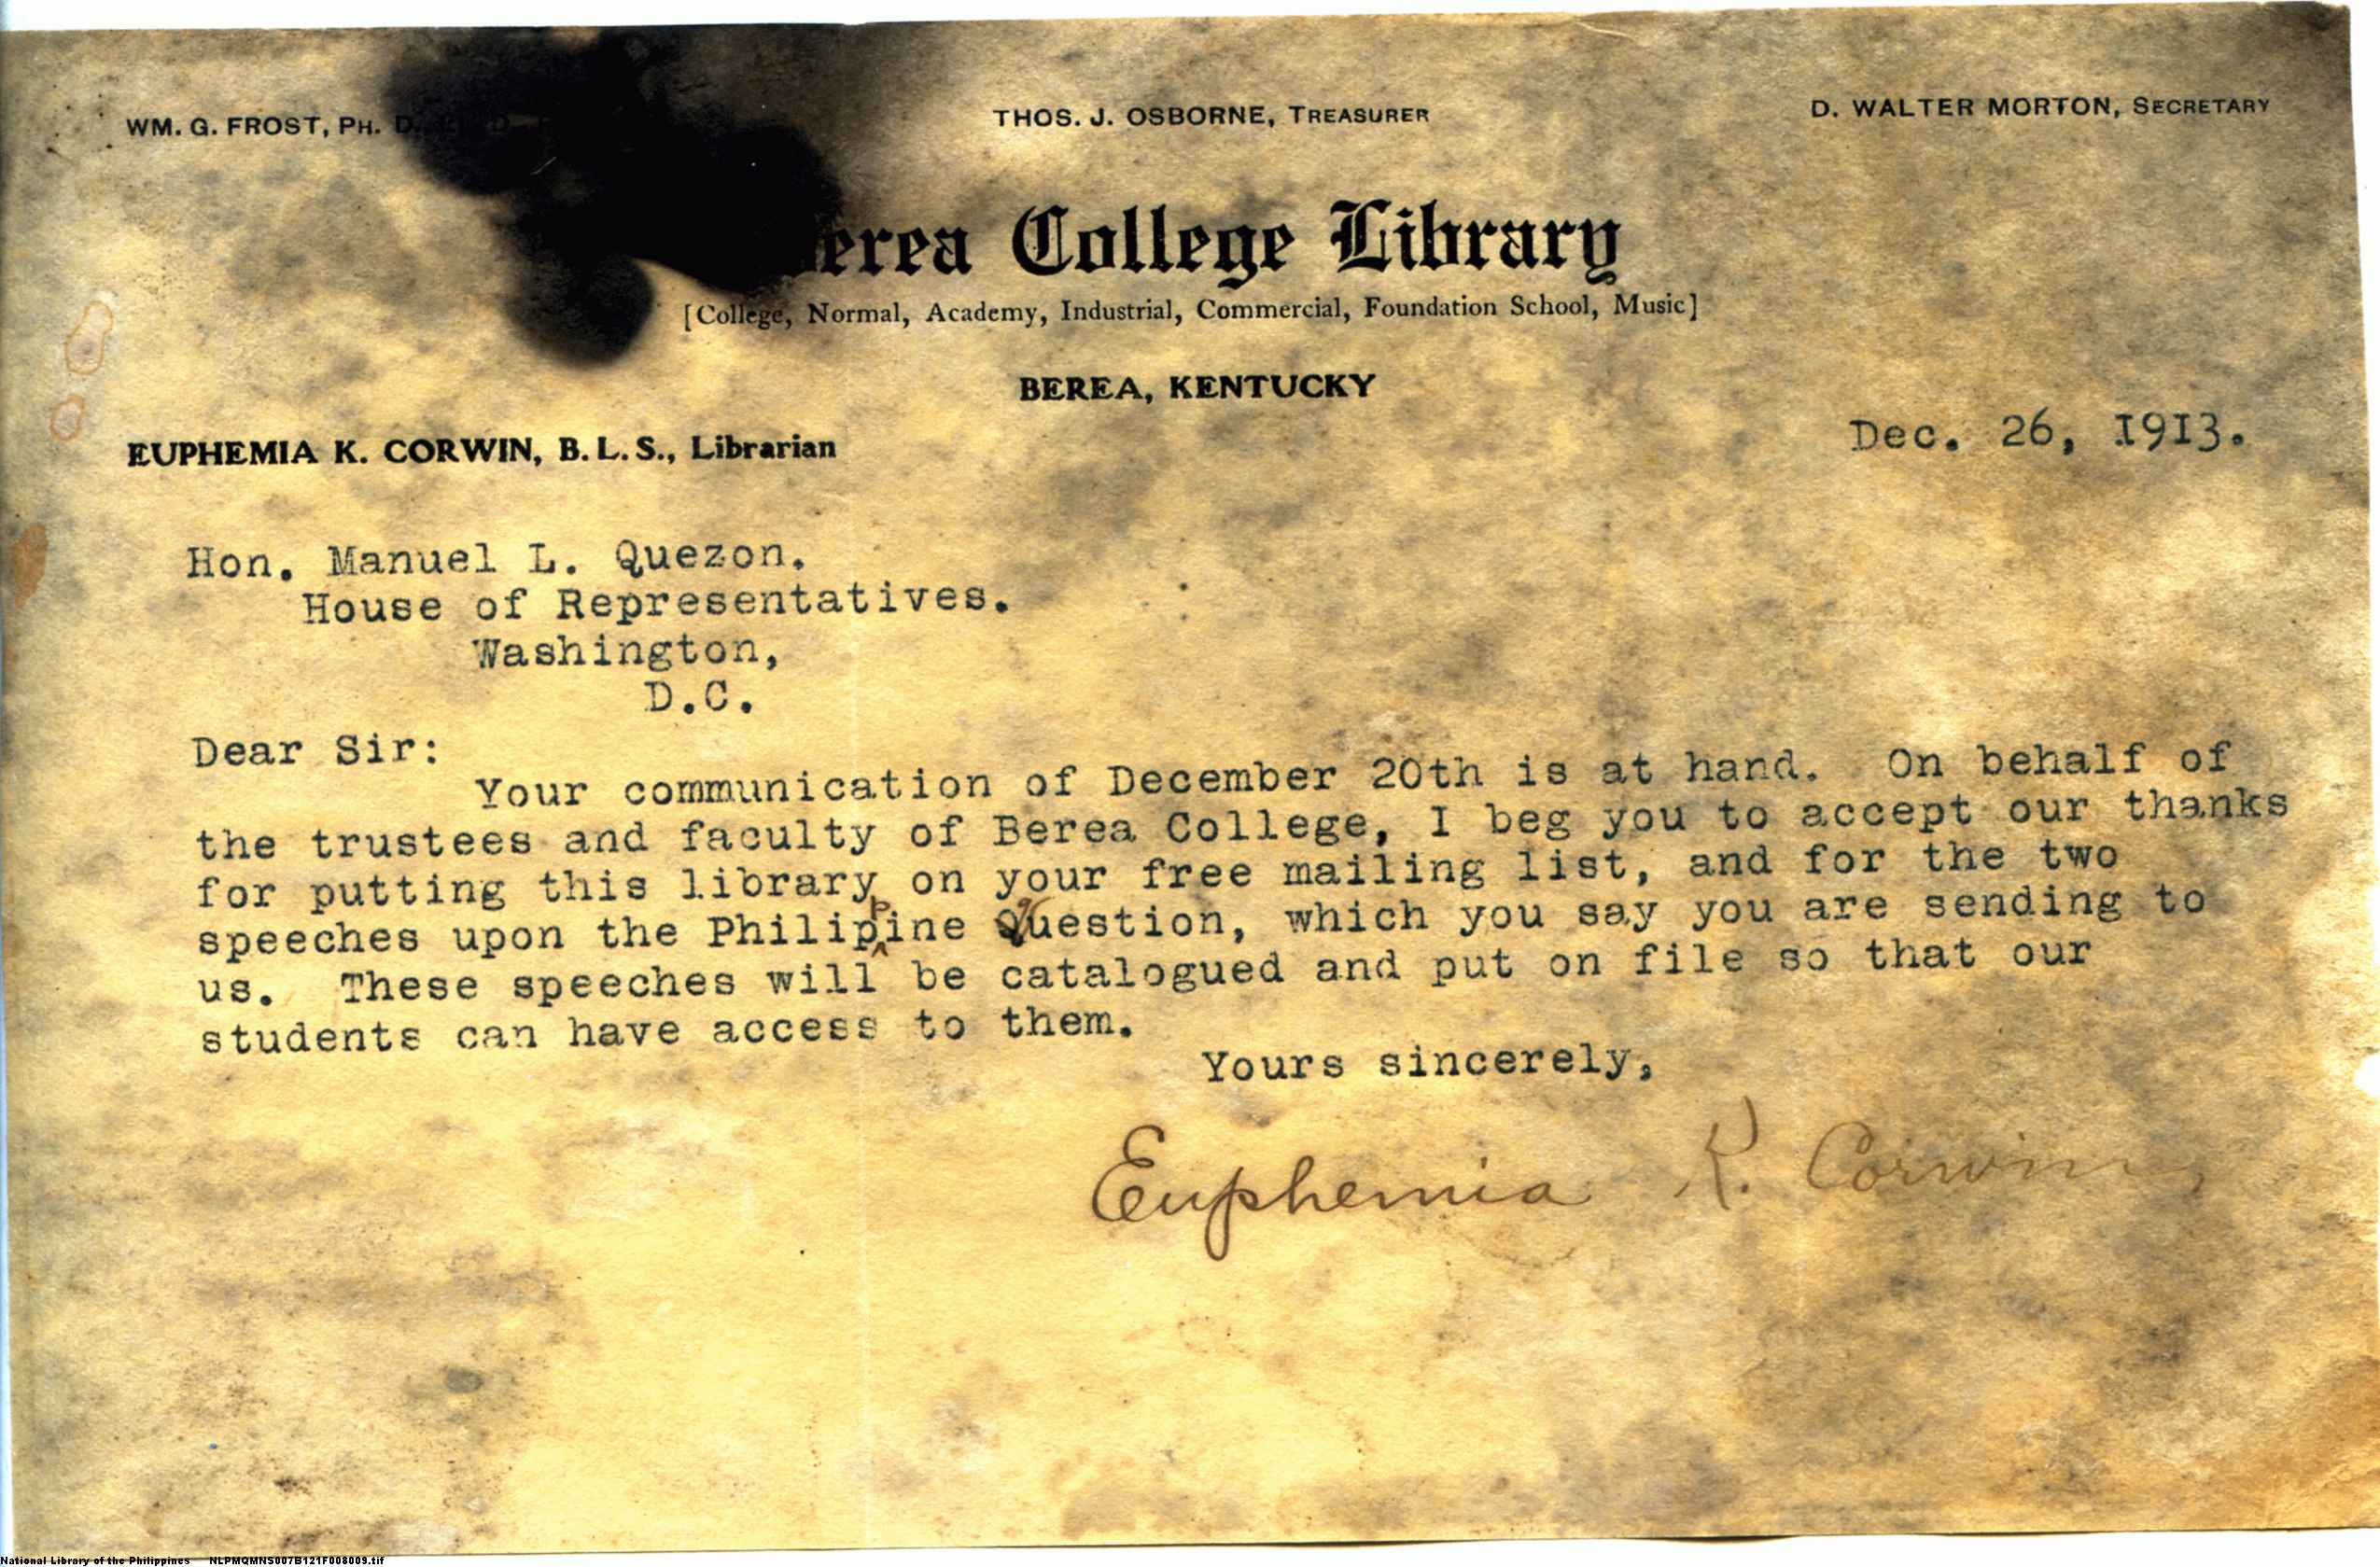 WM. G. FROST, PH. D.
THOS. J. OSBORNE, TREASURER
D. WALTER MORTON, SECRETARY
Berea College Library
[College, Normal, Academy, Industrial, Commercial, Foundation School, Music]
BEREA, KENTUCKY
EUPHEMIA K. CORWIN, B.L.S., Librarian
Dec. 26, 1913.
Hon. Manuel L. Quezon.
House of Representatives.
Washington,
D.C.
Dear Sir:
Your communication of December 20th is at hand. On behalf of
the trustees and faculty of Berea College, I beg you to accept our thanks
for putting this library on your free mailing list, and for the two
speeches upon the Philippine Question, which you say you are sending to
us. These speeches will be catalogued and put on file so that our
students can have access to them.
Yours sincerely,
Euphemia K. Corwin
National Library of the Philippines NLPMQMNS007B121F008009.tif